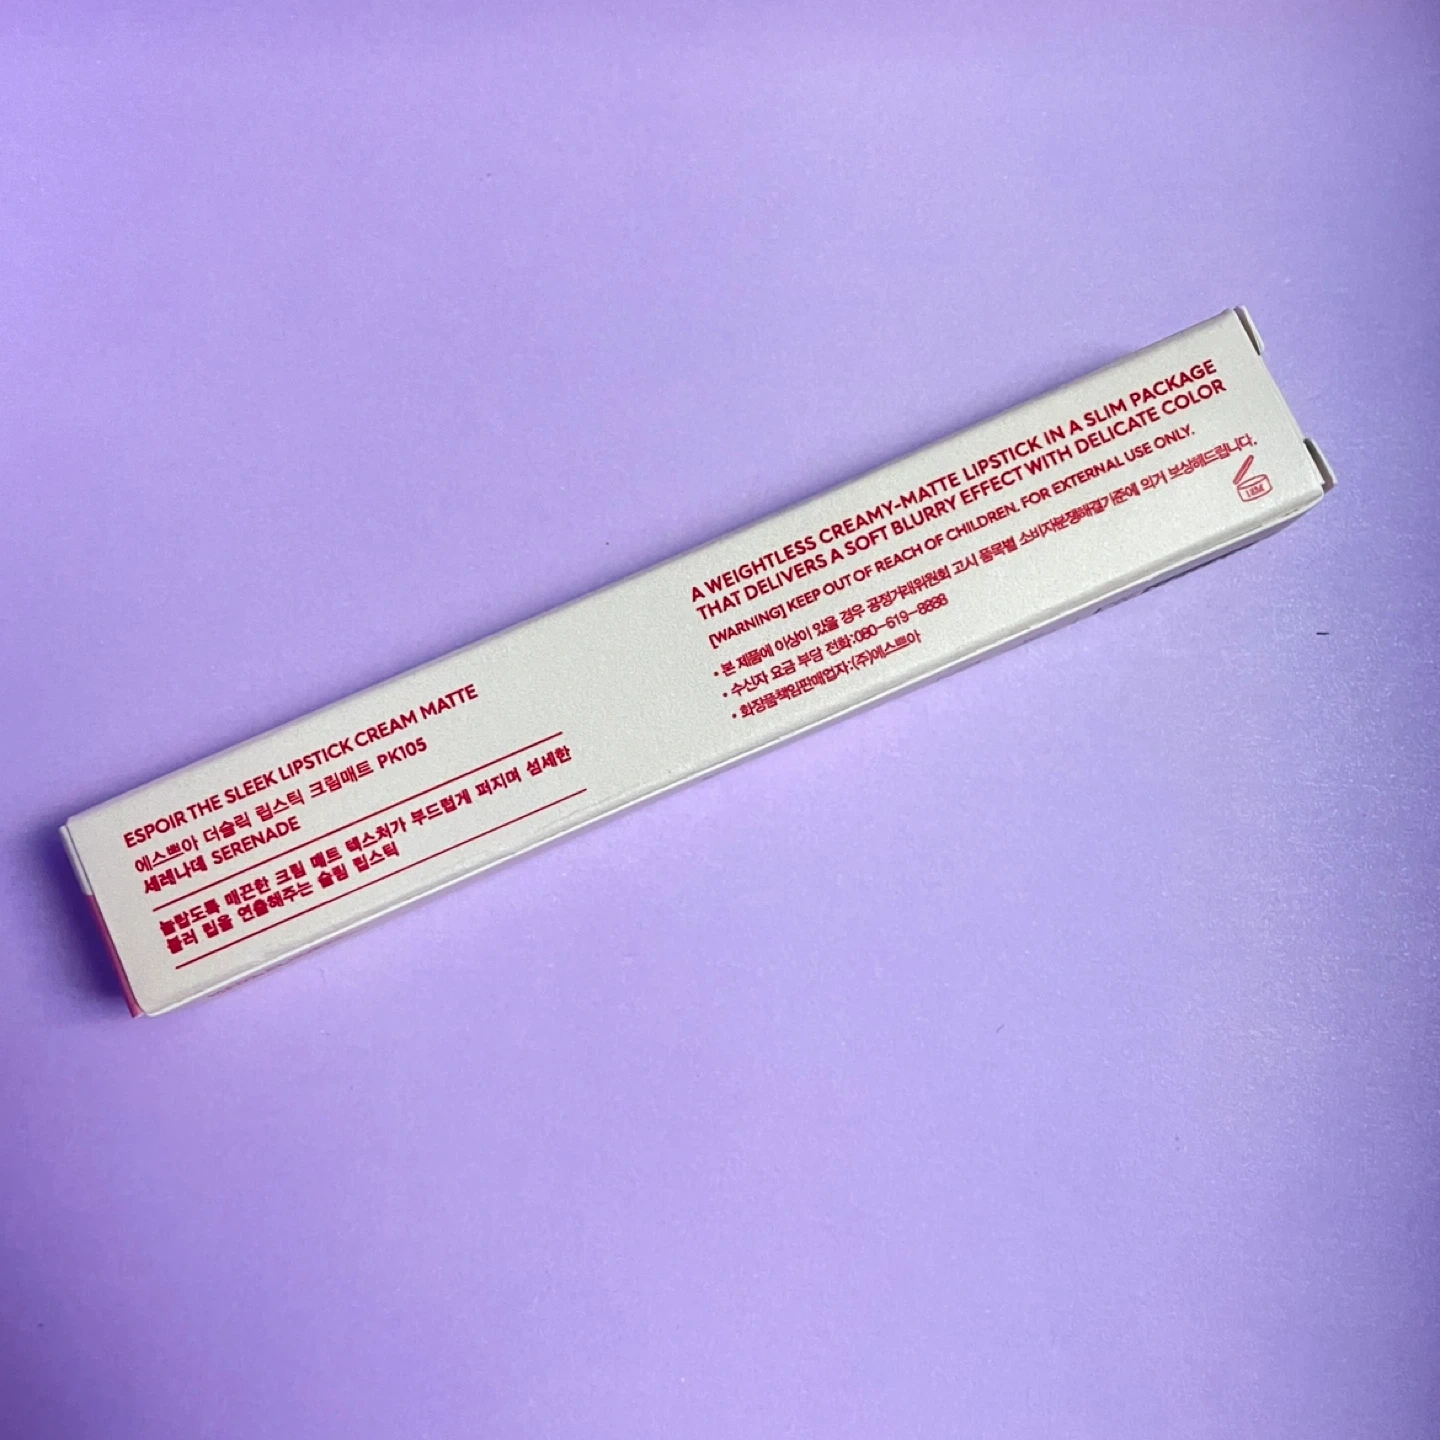 ESPOIR THE SLEEK LIPSTICK CREAM MATTE
에스쁘아 더슬릭 립스틱 크림매트 PK105
세레나데 SERENADE
놀랍도록 매끈한 크림 매트 텍스처가 부드럽게 퍼지며 섬세한
블러 립을 연출해주는 슬림 립스틱
A WEIGHTLESS CREAMY-MATTE LIPSTICK IN A SLIM PACKAGE
THAT DELIVERS A SOFT BLURRY EFFECT WITH DELICATE COLOR
[WARNING] KEEP OUT OF REACH OF CHILDREN. FOR EXTERNAL USE ONLY.
• 본 제품에 이상이 있을 경우 공정거래위원회 고시 품목별 소비자분쟁해결기준에 의거 보상해드립니다.
• 수신자 요금 부담 전화:080-619-8888
• 화장품책임판매업자:(주)에스쁘아
18M